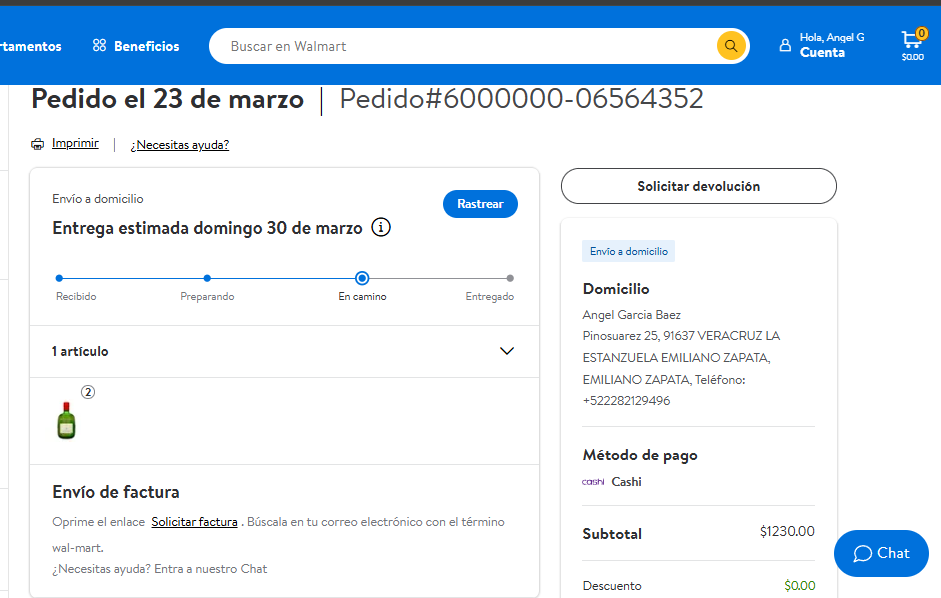 rtamentos
Beneficios
Buscar en Walmart
Hola, Angel G
Cuenta
0
$0.00
Pedido el 23 de marzo | Pedido#6000000-06564352
Imprimir | ¿Necesitas ayuda?
Envío a domicilio
Rastrear
Entrega estimada domingo 30 de marzo
Recibido
Preparando
En camino
Entregado
1 artículo
2
Envío de factura
Oprime el enlace Solicitar factura . Búscala en tu correo electrónico con el término
wal-mart.
¿Necesitas ayuda? Entra a nuestro Chat
Solicitar devolución
Envío a domicilio
Domicilio
Angel Garcia Baez
Pinosuarez 25, 91637 VERACRUZ LA
ESTANZUELA EMILIANO ZAPATA,
EMILIANO ZAPATA, Teléfono:
+522282129496
Método de pago
cashi Cashi
Subtotal $1230.00
Descuento $0.00
Chat